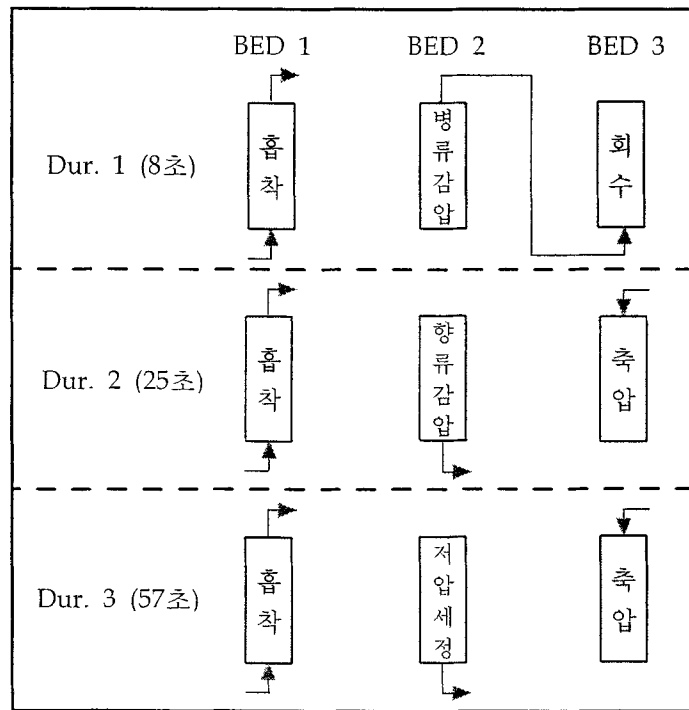 BED 1 BED 2 BED 3
Dur. 1 (8초) 흡착 병류감압 회수
Dur. 2 (25초) 흡착 향류감압 축압
Dur. 3 (57초) 흡착 저압세정 축압